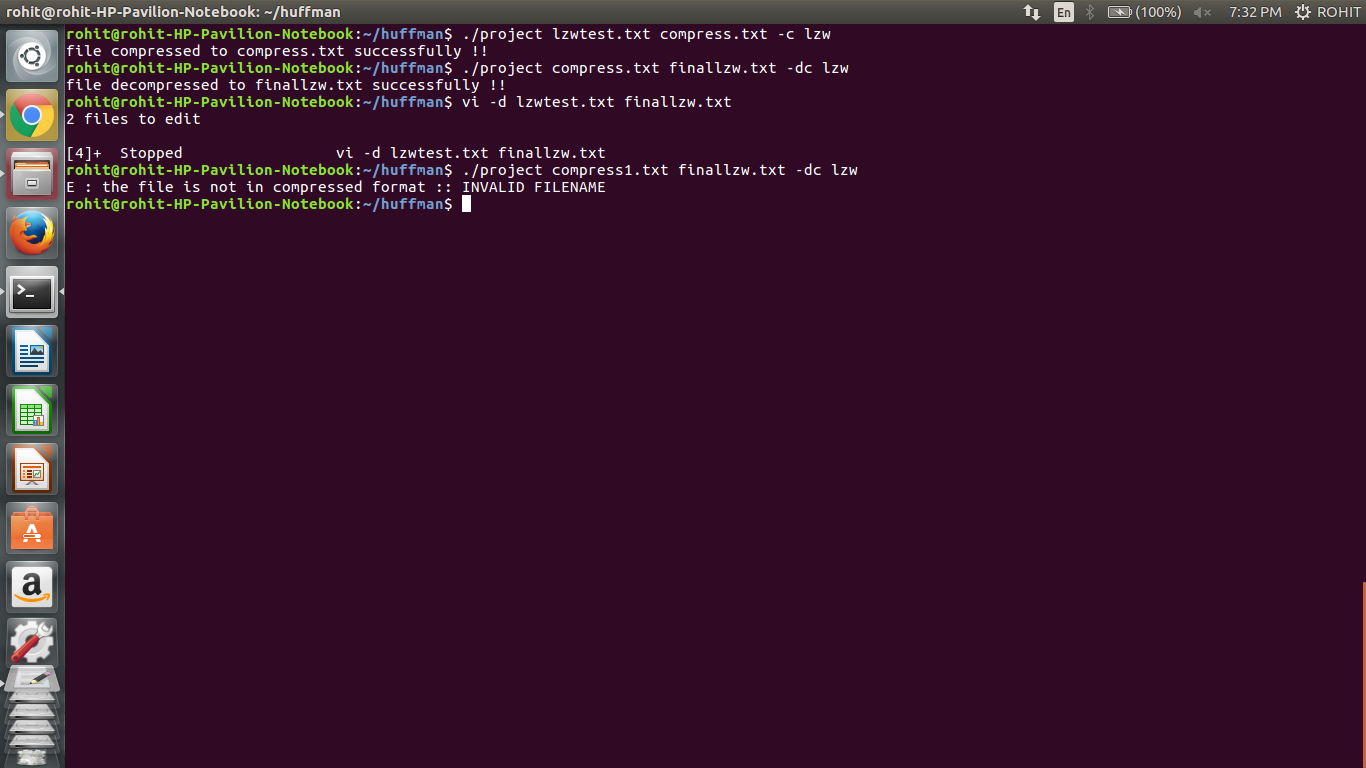 rohit@rohit-HP-Pavilion-Notebook: ~/huffman
En
(100%)
7:32 PM
ROHIT
rohit@rohit-HP-Pavilion-Notebook:~/huffman$ ./project lzwtest.txt compress.txt -c lzw
file compressed to compress.txt successfully !!
rohit@rohit-HP-Pavilion-Notebook:~/huffman$ ./project compress.txt finallzw.txt -dc lzw
file decompressed to finallzw.txt successfully !!
rohit@rohit-HP-Pavilion-Notebook:~/huffman$ vi -d lzwtest.txt finallzw.txt
2 files to edit
[4]+  Stopped                 vi -d lzwtest.txt finallzw.txt
rohit@rohit-HP-Pavilion-Notebook:~/huffman$ ./project compress1.txt finallzw.txt -dc lzw
E : the file is not in compressed format :: INVALID FILENAME
rohit@rohit-HP-Pavilion-Notebook:~/huffman$